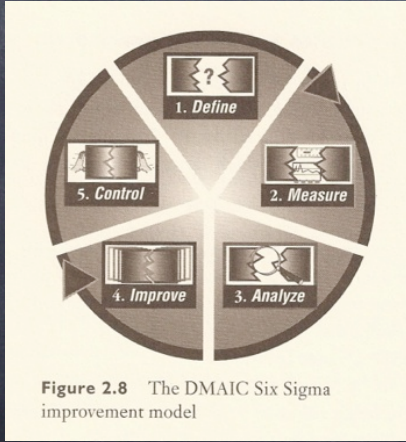 ?
1. Define
2. Measure
3. Analyze
4. Improve
5. Control
Figure 2.8 The DMAIC Six Sigma
improvement model